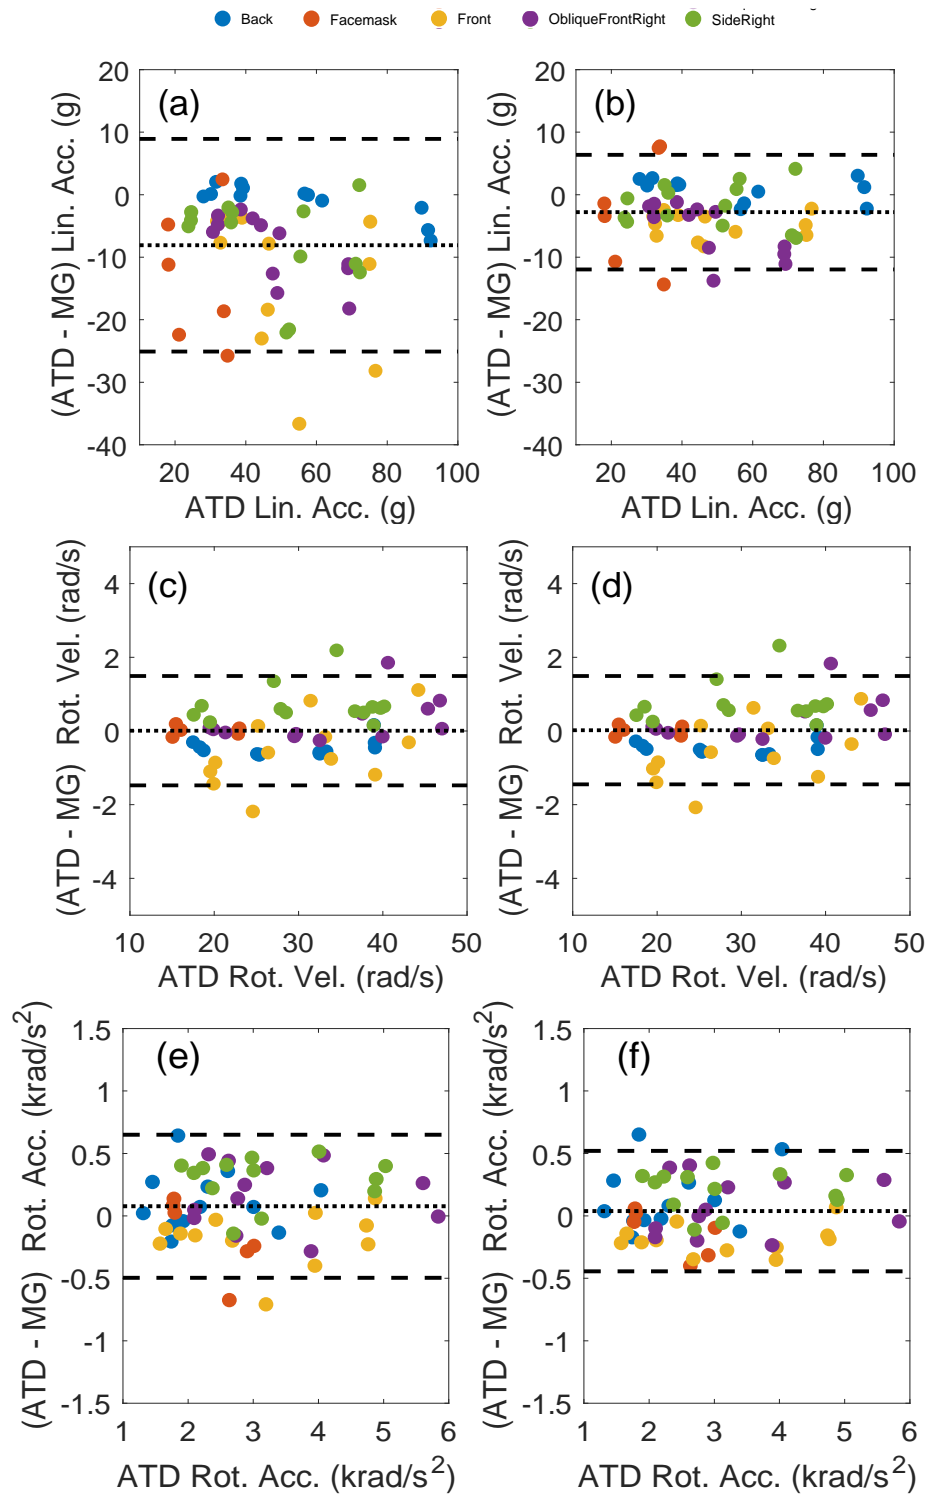 Back Facemask Front ObliqueFrontRight SideRight
(a)
(ATD - MG) Lin. Acc. (g)
20
10
0
-10
-20
-30
-40
20 40 60 80 100
ATD Lin. Acc. (g)
(b)
(ATD - MG) Lin. Acc. (g)
20
10
0
-10
-20
-30
-40
20 40 60 80 100
ATD Lin. Acc. (g)
(c)
(ATD - MG) Rot. Vel. (rad/s)
4
2
0
-2
-4
10 20 30 40 50
ATD Rot. Vel. (rad/s)
(d)
(ATD - MG) Rot. Vel. (rad/s)
4
2
0
-2
-4
10 20 30 40 50
ATD Rot. Vel. (rad/s)
(e)
(ATD - MG) Rot. Acc. (krad/s²)
1.5
1
0.5
0
-0.5
-1
-1.5
1 2 3 4 5 6
ATD Rot. Acc. (krad/s²)
(f)
(ATD - MG) Rot. Acc. (krad/s²)
1.5
1
0.5
0
-0.5
-1
-1.5
1 2 3 4 5 6
ATD Rot. Acc. (krad/s²)